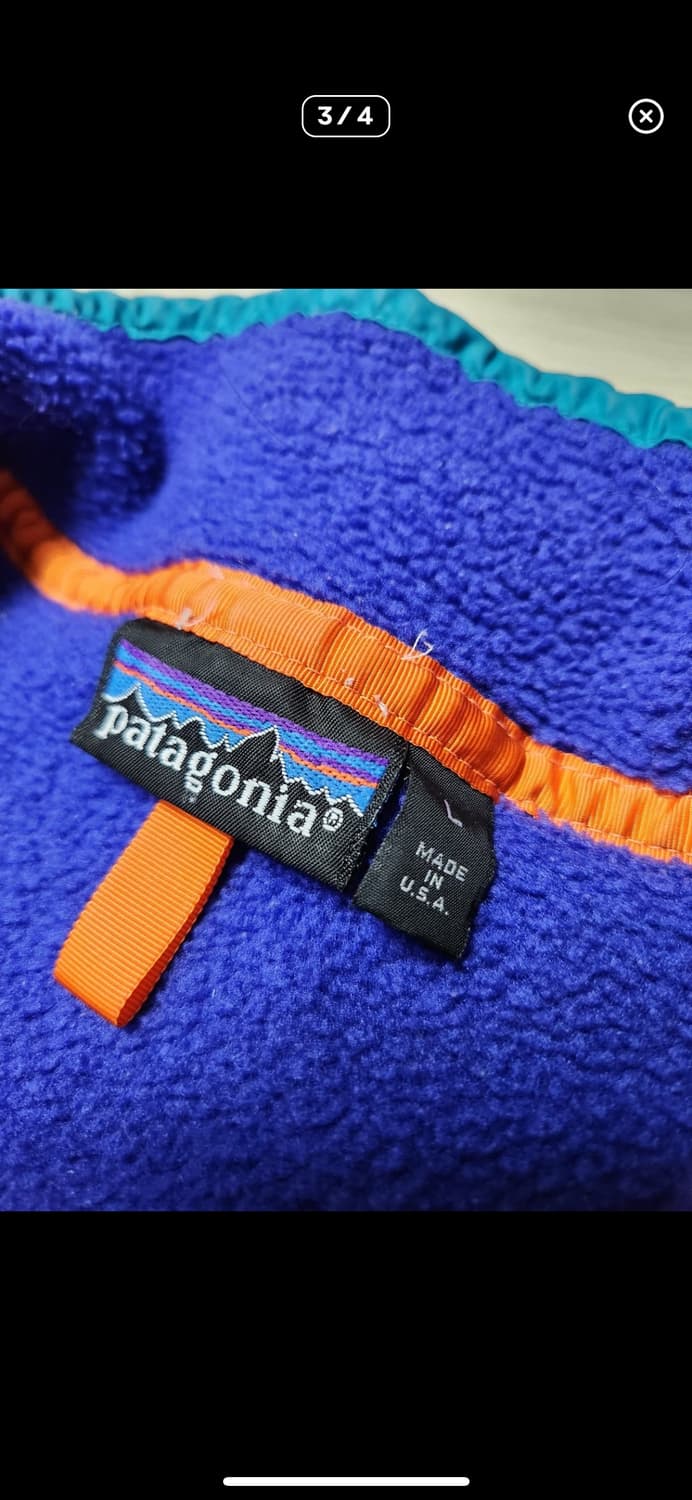 3/4
patagonia®
L
MADE
IN
U.S.A.